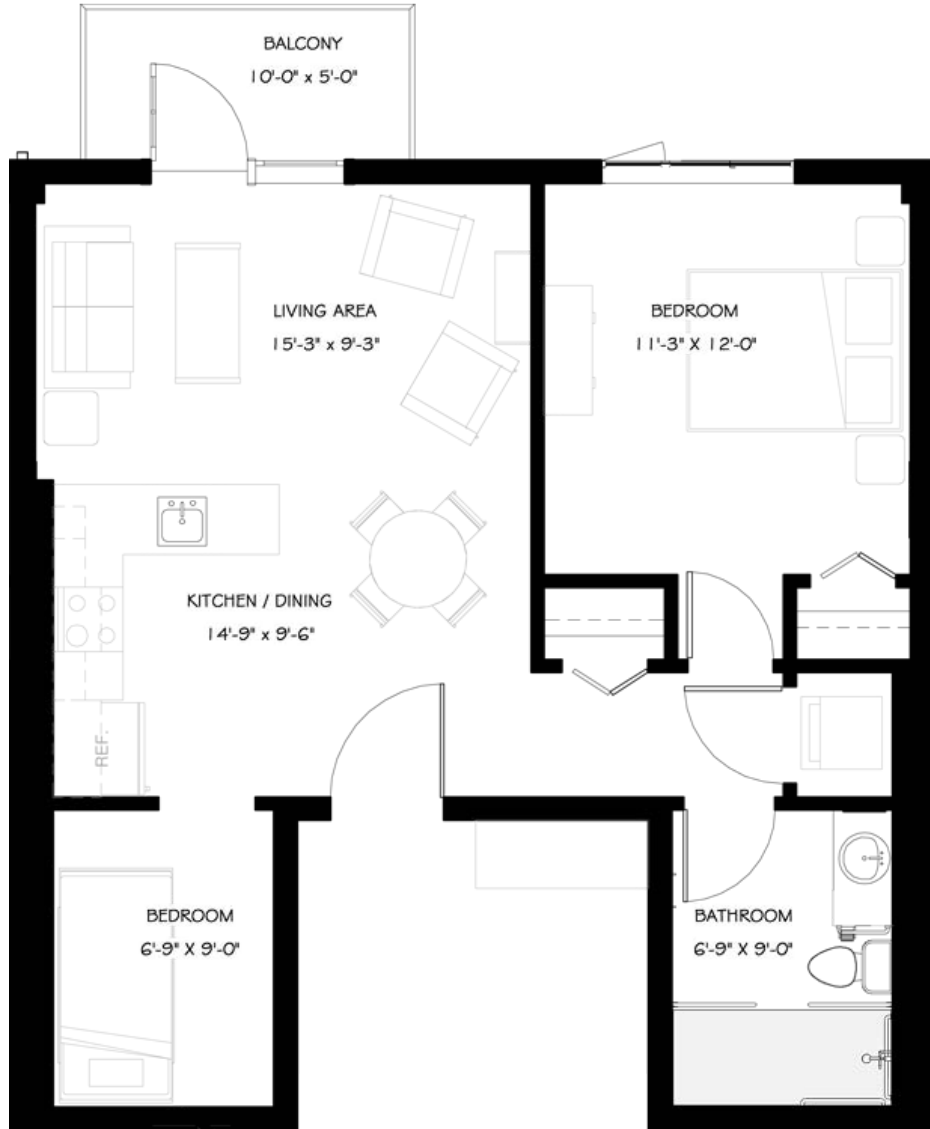 BALCONY
10'-0" x 5'-0"
LIVING AREA
15'-3" x 9'-3"
BEDROOM
11'-3" X 12'-0"
KITCHEN / DINING
14'-9" x 9'-6"
REF.
BEDROOM
6'-9" X 9'-0"
BATHROOM
6'-9" X 9'-0"